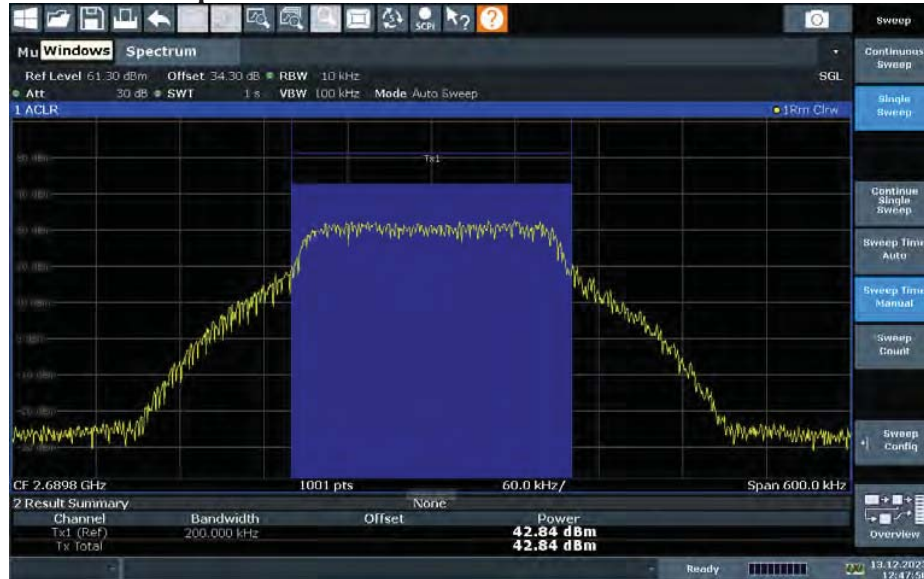 SCPI
?
?
Sweep
Mu Windows Spectrum
Continuous Sweep
Ref Level 61.30 dBm Offset 34.30 dB RBW 10 kHz SGL
Att 30 dB SWT 1 s VBW 100 kHz Mode Auto Sweep
1 ACLR 1Rm Clrw
Single Sweep
Tx1
Continue Single Sweep
Sweep Time Auto
Sweep Time Manual
Sweep Count
Sweep Config
CF 2.6898 GHz 1001 pts 60.0 kHz/ Span 600.0 kHz
2 Result Summary None
Channel Bandwidth Offset Power
Tx1 (Ref) 200.000 kHz 42.84 dBm
Tx Total 42.84 dBm
Overview
Ready